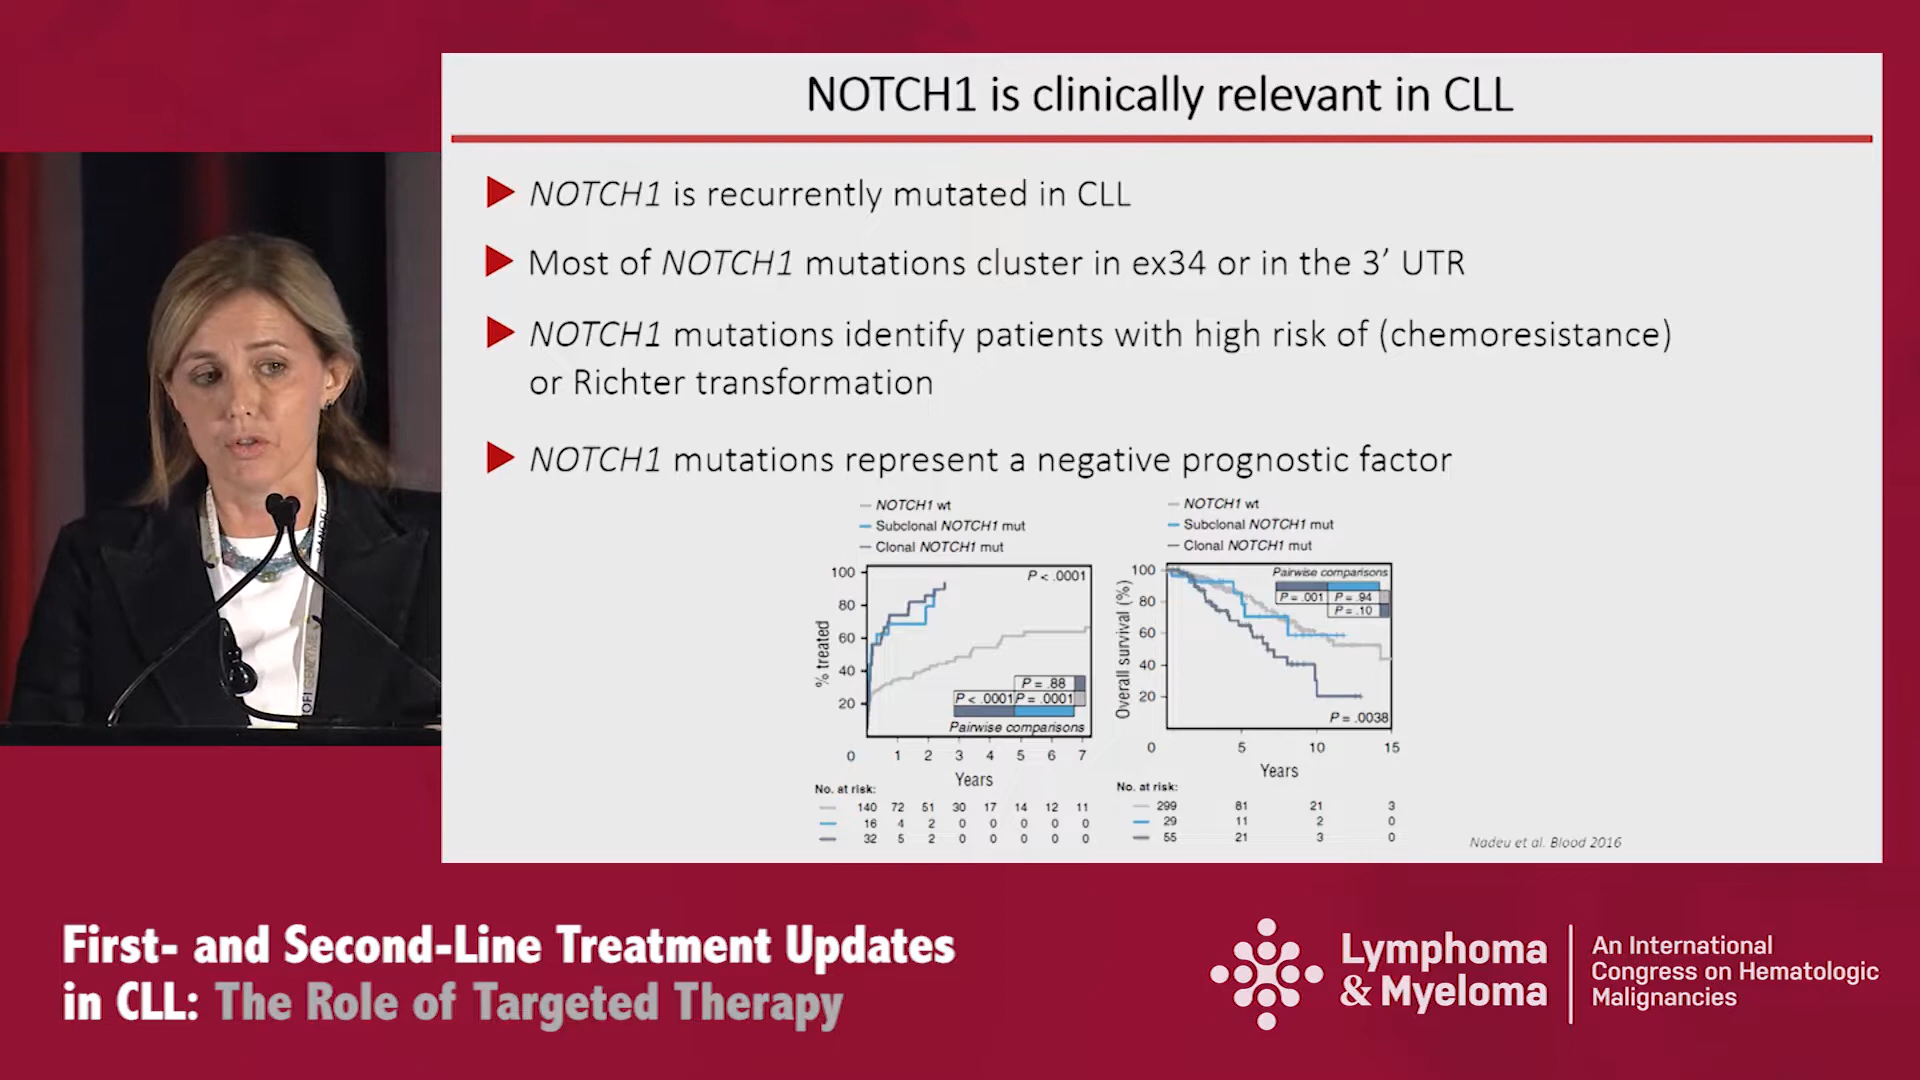 NOTCH1 is clinically relevant in CLL
NOTCH1 is recurrently mutated in CLL
Most of NOTCH1 mutations cluster in ex34 or in the 3’ UTR
NOTCH1 mutations identify patients with high risk of (chemoresistance)
or Richter transformation
NOTCH1 mutations represent a negative prognostic factor
NOTCH1 wt
Subclonal NOTCH1 mut
Clonal NOTCH1 mut
P < .0001
100
80
60
40
20
0
% treated
P = .88
P < .0001 P = .0001
Pairwise comparisons
1 2 3 4 5 6 7
Years
No. at risk:
140 72 51 30 17 14 12 11
16 4 2 0 0 0 0 0
32 5 2 0 0 0 0 0
NOTCH1 wt
Subclonal NOTCH1 mut
Clonal NOTCH1 mut
Pairwise comparisons
P = .001 P = .94
P = .10
100
80
60
40
20
0
Overall survival (%)
P = .0038
5 10 15
Years
No. at risk:
299 81 21 3
29 11 2 0
55 21 3 0
Nadeu et al. Blood 2016
SANOFI
OFI GENZYME
First- and Second-Line Treatment Updates
in CLL: The Role of Targeted Therapy
Lymphoma
& Myeloma
An International
Congress on Hematologic
Malignancies